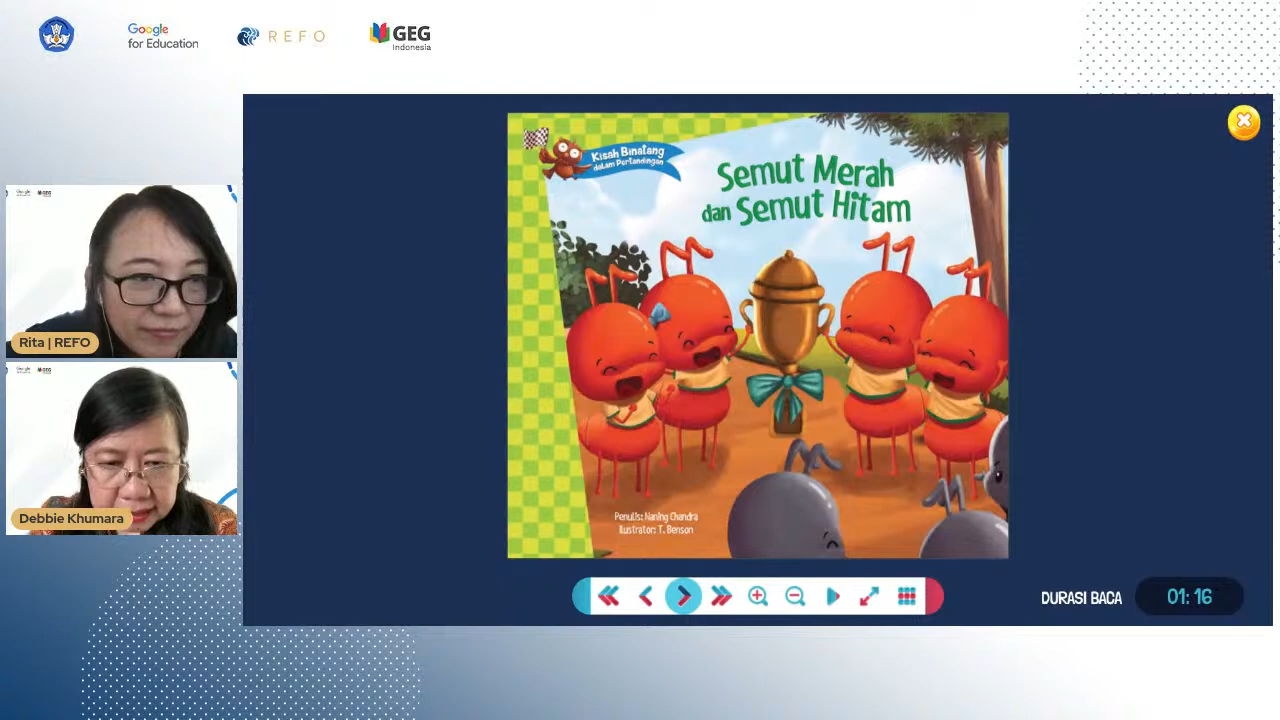 Google
for Education
REFO
GEG
Indonesia
Rita | REFO
Debbie Khumara
Kisah Binatang
dalam Pertandingan
Semut Merah
dan Semut Hitam
Penulis: Naning Chandra
Ilustrator: T. Benson
DURASI BACA
01: 16